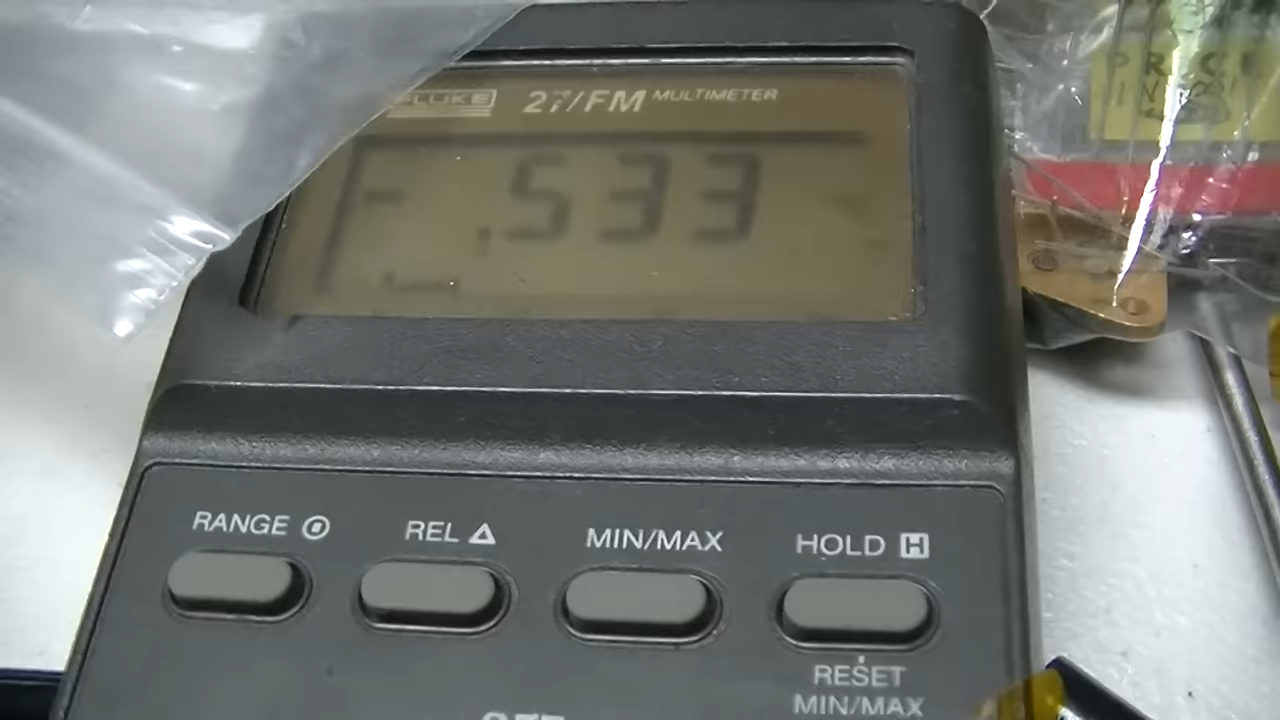 FLUKE 27/FM MULTIMETER
- .533
RANGE REL Δ MIN/MAX HOLD H
RESET
MIN/MAX